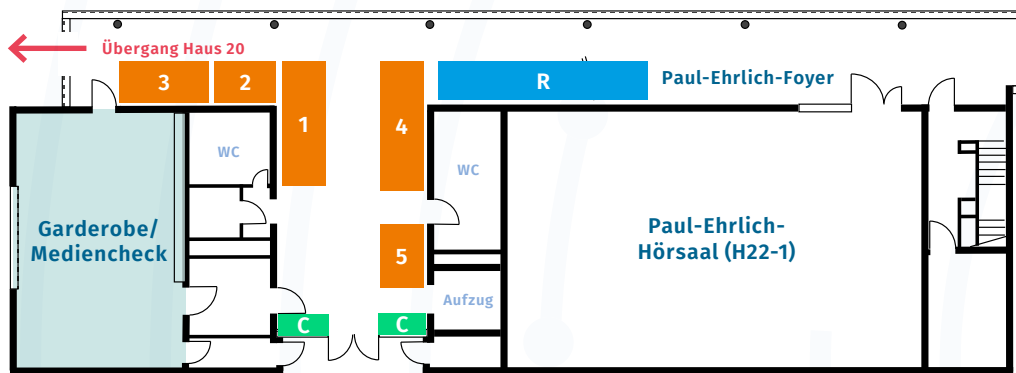 Übergang Haus 20
3
2
1
4
R
Paul-Ehrlich-Foyer
WC
WC
Garderobe/
Mediencheck
5
Paul-Ehrlich-
Hörsaal (H22-1)
Aufzug
C
C